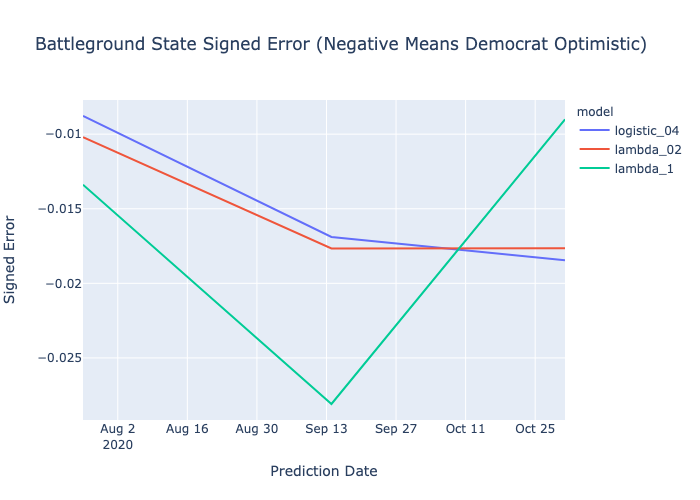 Battleground State Signed Error (Negative Means Democrat Optimistic)
model
logistic_04
lambda_02
lambda_1
−0.01
−0.015
−0.02
−0.025
Signed Error
Aug 2
2020
Aug 16
Aug 30
Sep 13
Sep 27
Oct 11
Oct 25
Prediction Date